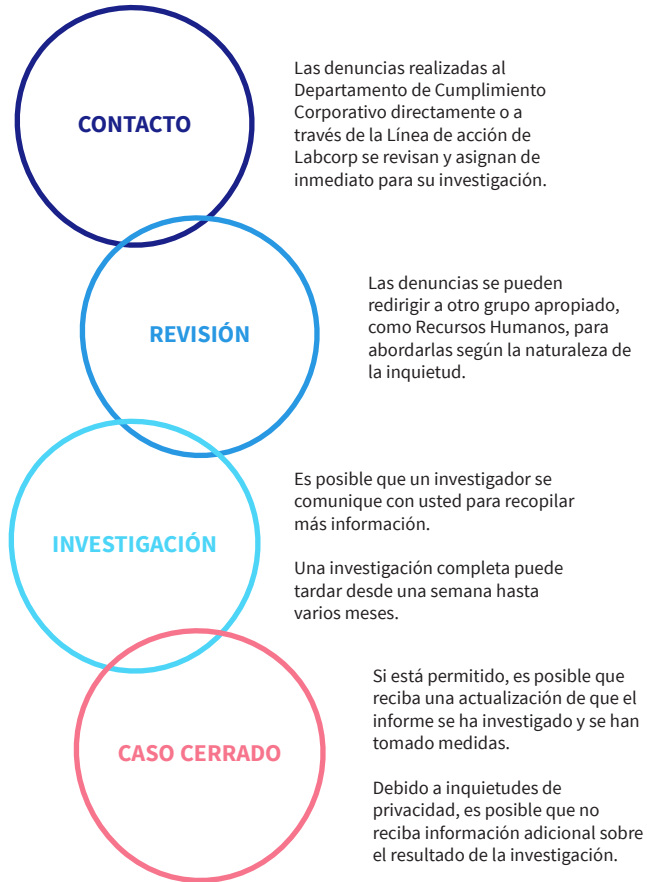 CONTACTO
Las denuncias realizadas al
Departamento de Cumplimiento
Corporativo directamente o a
través de la Línea de acción de
Labcorp se revisan y asignan de
inmediato para su investigación.
REVISIÓN
Las denuncias se pueden
redirigir a otro grupo apropiado,
como Recursos Humanos, para
abordarlas según la naturaleza de
la inquietud.
INVESTIGACIÓN
Es posible que un investigador se
comunique con usted para recopilar
más información.
Una investigación completa puede
tardar desde una semana hasta
varios meses.
CASO CERRADO
Si está permitido, es posible que
reciba una actualización de que el
informe se ha investigado y se han
tomado medidas.
Debido a inquietudes de
privacidad, es posible que no
reciba información adicional sobre
el resultado de la investigación.